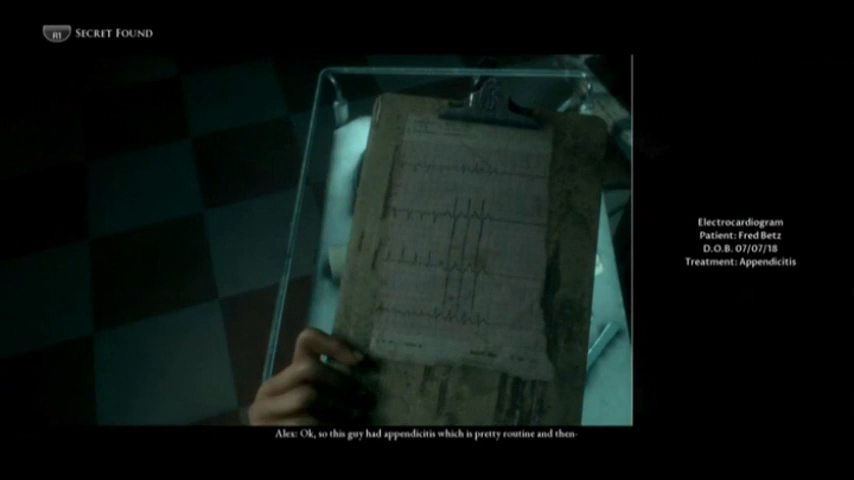 R1 SECRET FOUND
Electrocardiogram
Patient: Fred Betz
D.O.B. 07/07/18
Treatment: Appendicitis
Alex: Ok, so this guy had appendicitis which is pretty routine and then-